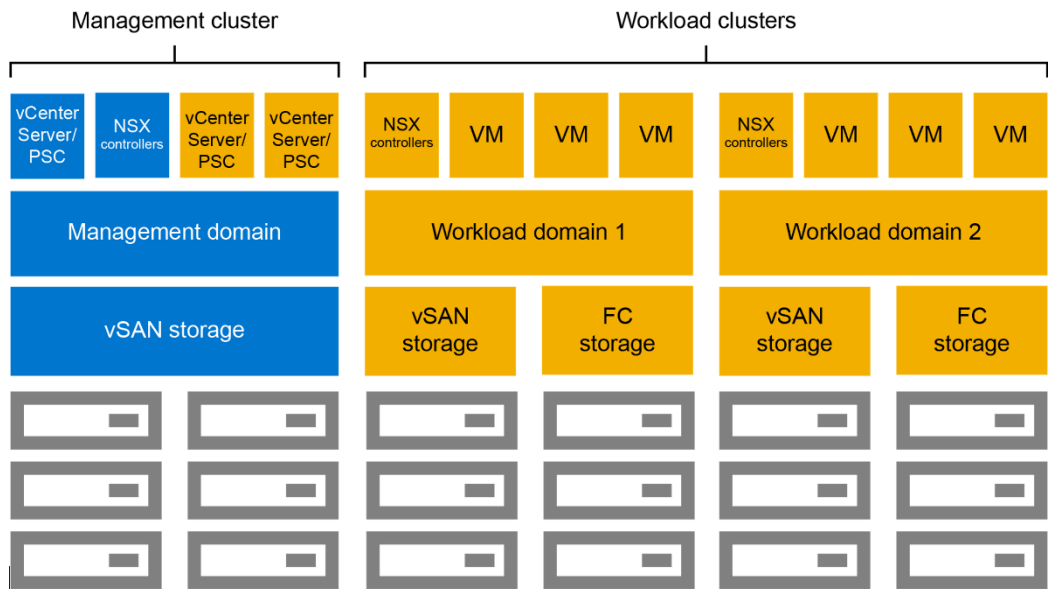 Management cluster
Workload clusters
vCenter
Server/
PSC
NSX
controllers
vCenter
Server/
PSC
vCenter
Server/
PSC
NSX
controllers
VM
VM
VM
NSX
controllers
VM
VM
VM
Management domain
Workload domain 1
Workload domain 2
vSAN storage
vSAN
storage
FC
storage
vSAN
storage
FC
storage